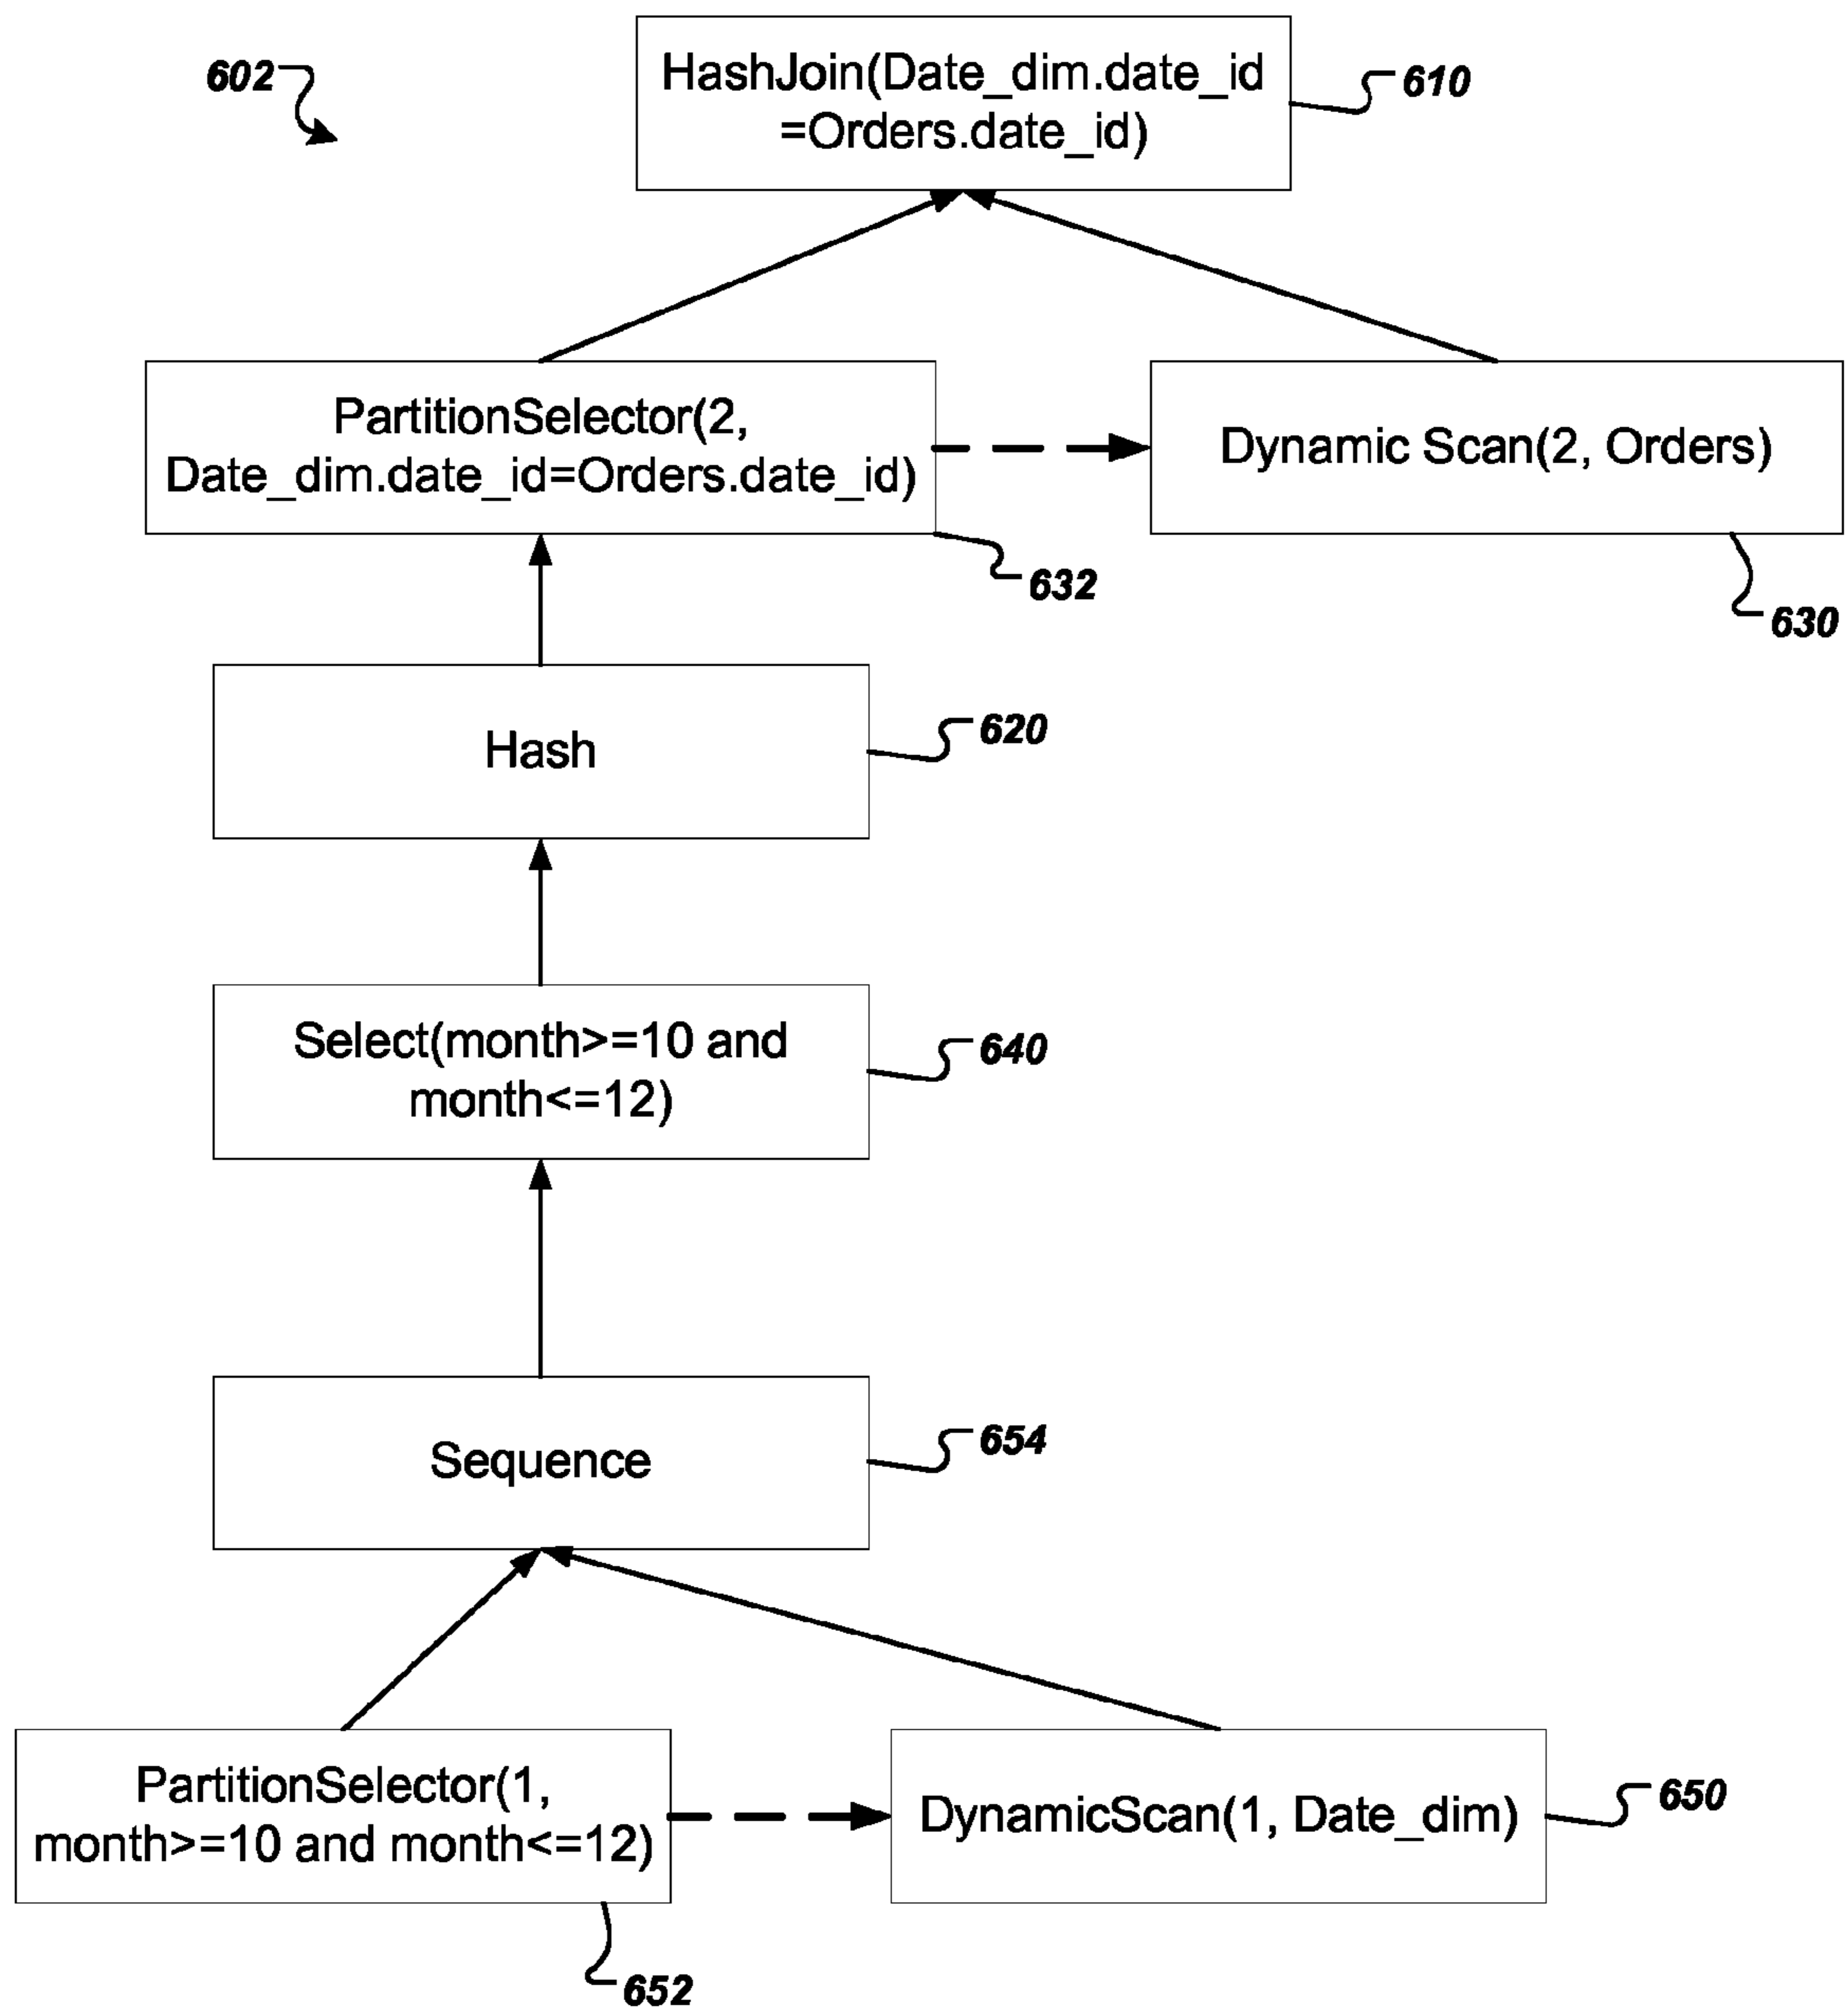 602
HashJoin(Date_dim.date_id
=Orders.date_id)
610
PartitionSelector(2,
Date_dim.date_id=Orders.date_id)
Dynamic Scan(2, Orders)
632
630
Hash
620
Select(month>=10 and
month<=12)
640
Sequence
654
PartitionSelector(1,
month>=10 and month<=12)
DynamicScan(1, Date_dim)
650
652